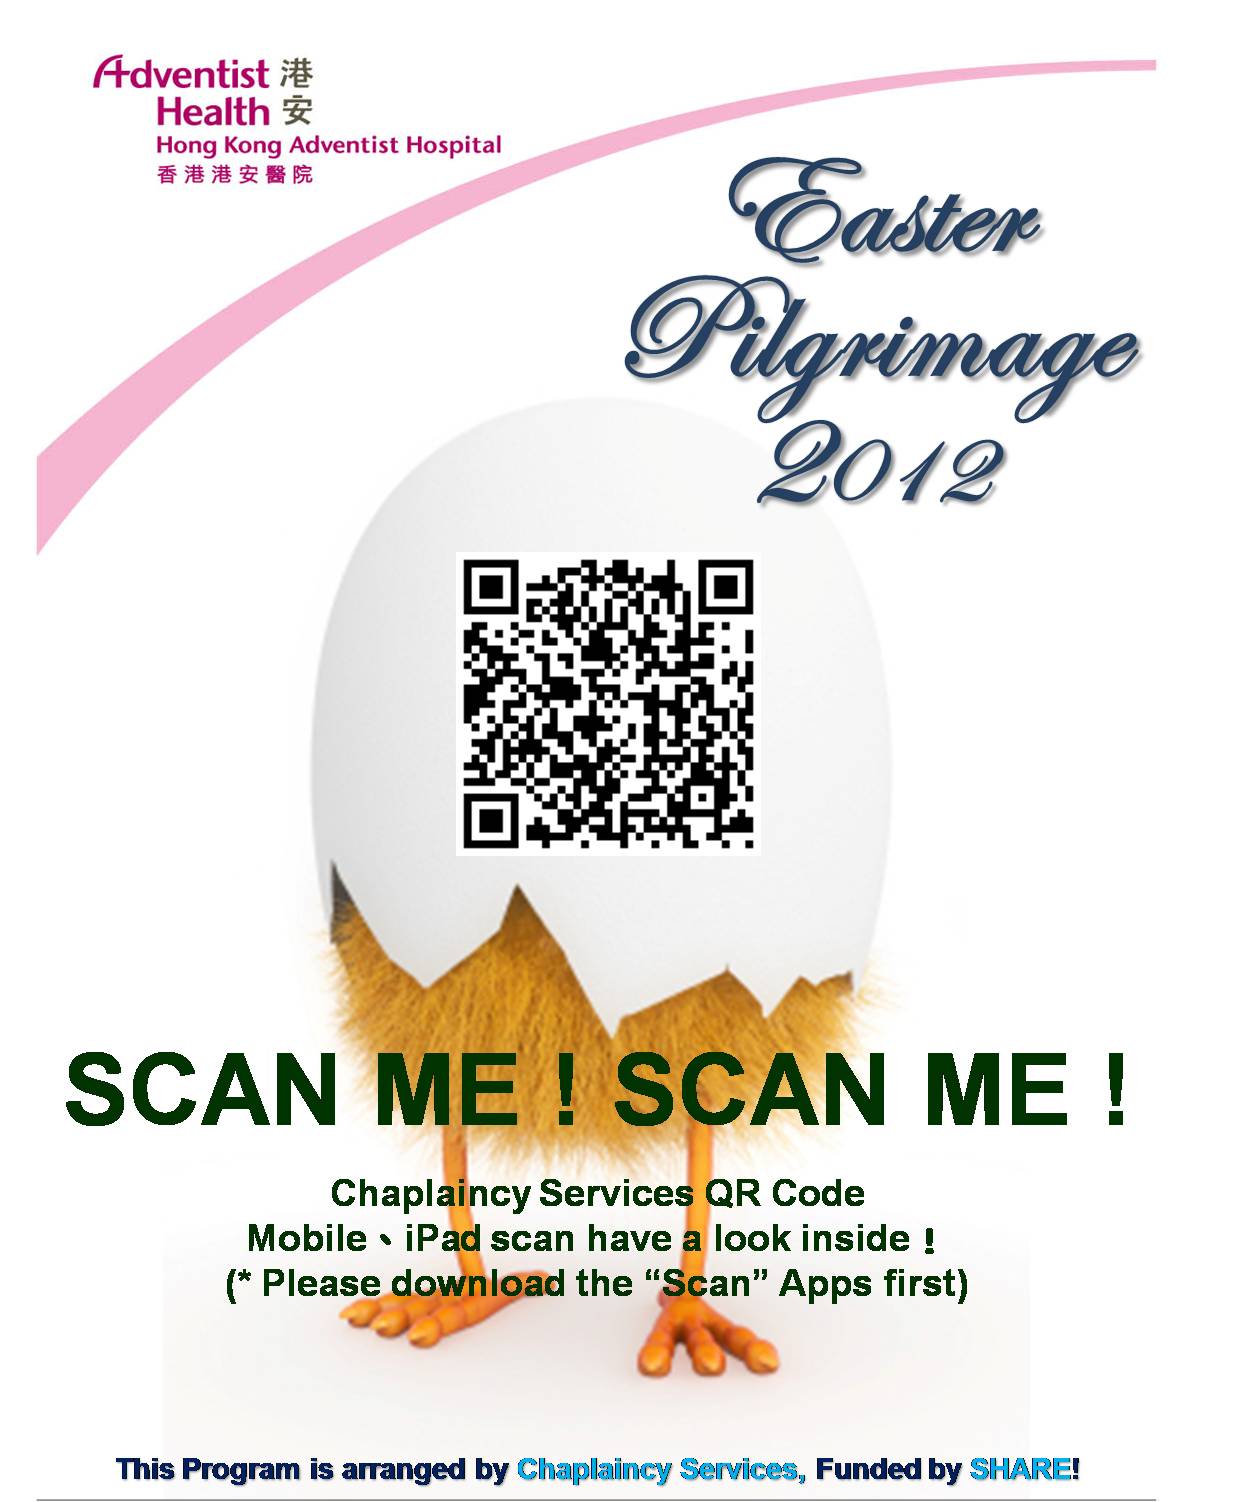 Adventist 港
Health 安
Hong Kong Adventist Hospital
香港港安醫院
Easter
Pilgrimage
2012
SCAN ME ! SCAN ME !
Chaplaincy Services QR Code
Mobile、iPad scan have a look inside !
(* Please download the “Scan” Apps first)
This Program is arranged by Chaplaincy Services, Funded by SHARE!